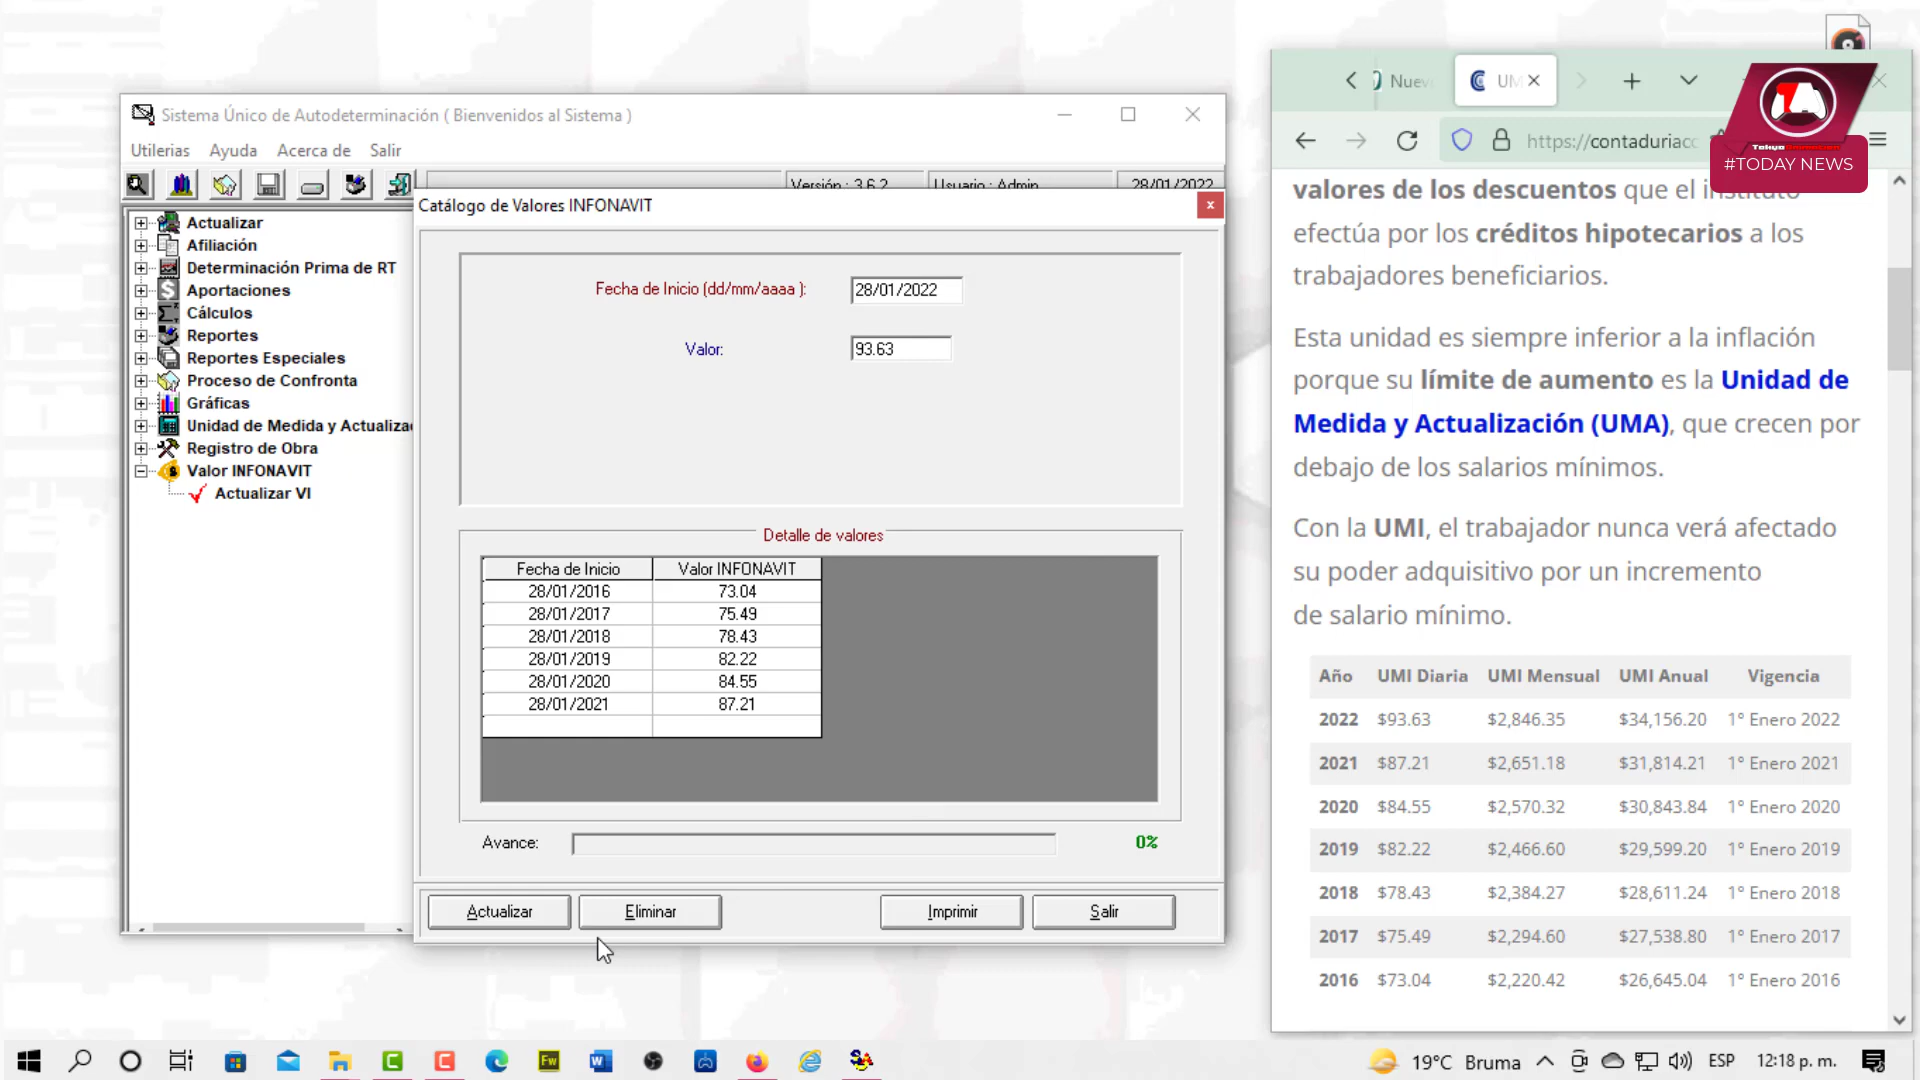 Sistema Único de Autodeterminación ( Bienvenidos al Sistema )
Utilerias Ayuda Acerca de Salir
Versión : 3.6.2 Usuario : Admin 28/01/2022
Actualizar
Afiliación
Determinación Prima de RT
Aportaciones
Cálculos
Reportes
Reportes Especiales
Proceso de Confronta
Gráficas
Unidad de Medida y Actualizac
Registro de Obra
Valor INFONAVIT
Actualizar VI
Catálogo de Valores INFONAVIT
Fecha de Inicio (dd/mm/aaaa ): 28/01/2022
Valor: 93.63
Detalle de valores
Fecha de Inicio Valor INFONAVIT
28/01/2016 73.04
28/01/2017 75.49
28/01/2018 78.43
28/01/2019 82.22
28/01/2020 84.55
28/01/2021 87.21
Avance: 0%
Actualizar Eliminar Imprimir Salir
Nuev UM
https://contaduriacc
#TODAY NEWS
valores de los descuentos que el instituto
efectúa por los créditos hipotecarios a los
trabajadores beneficiarios.
Esta unidad es siempre inferior a la inflación
porque su límite de aumento es la Unidad de
Medida y Actualización (UMA), que crecen por
debajo de los salarios mínimos.
Con la UMI, el trabajador nunca verá afectado
su poder adquisitivo por un incremento
de salario mínimo.
Año UMI Diaria UMI Mensual UMI Anual Vigencia
2022 $93.63 $2,846.35 $34,156.20 1° Enero 2022
2021 $87.21 $2,651.18 $31,814.21 1° Enero 2021
2020 $84.55 $2,570.32 $30,843.84 1° Enero 2020
2019 $82.22 $2,466.60 $29,599.20 1° Enero 2019
2018 $78.43 $2,384.27 $28,611.24 1° Enero 2018
2017 $75.49 $2,294.60 $27,538.80 1° Enero 2017
2016 $73.04 $2,220.42 $26,645.04 1° Enero 2016
19°C Bruma ESP 12:18 p. m.